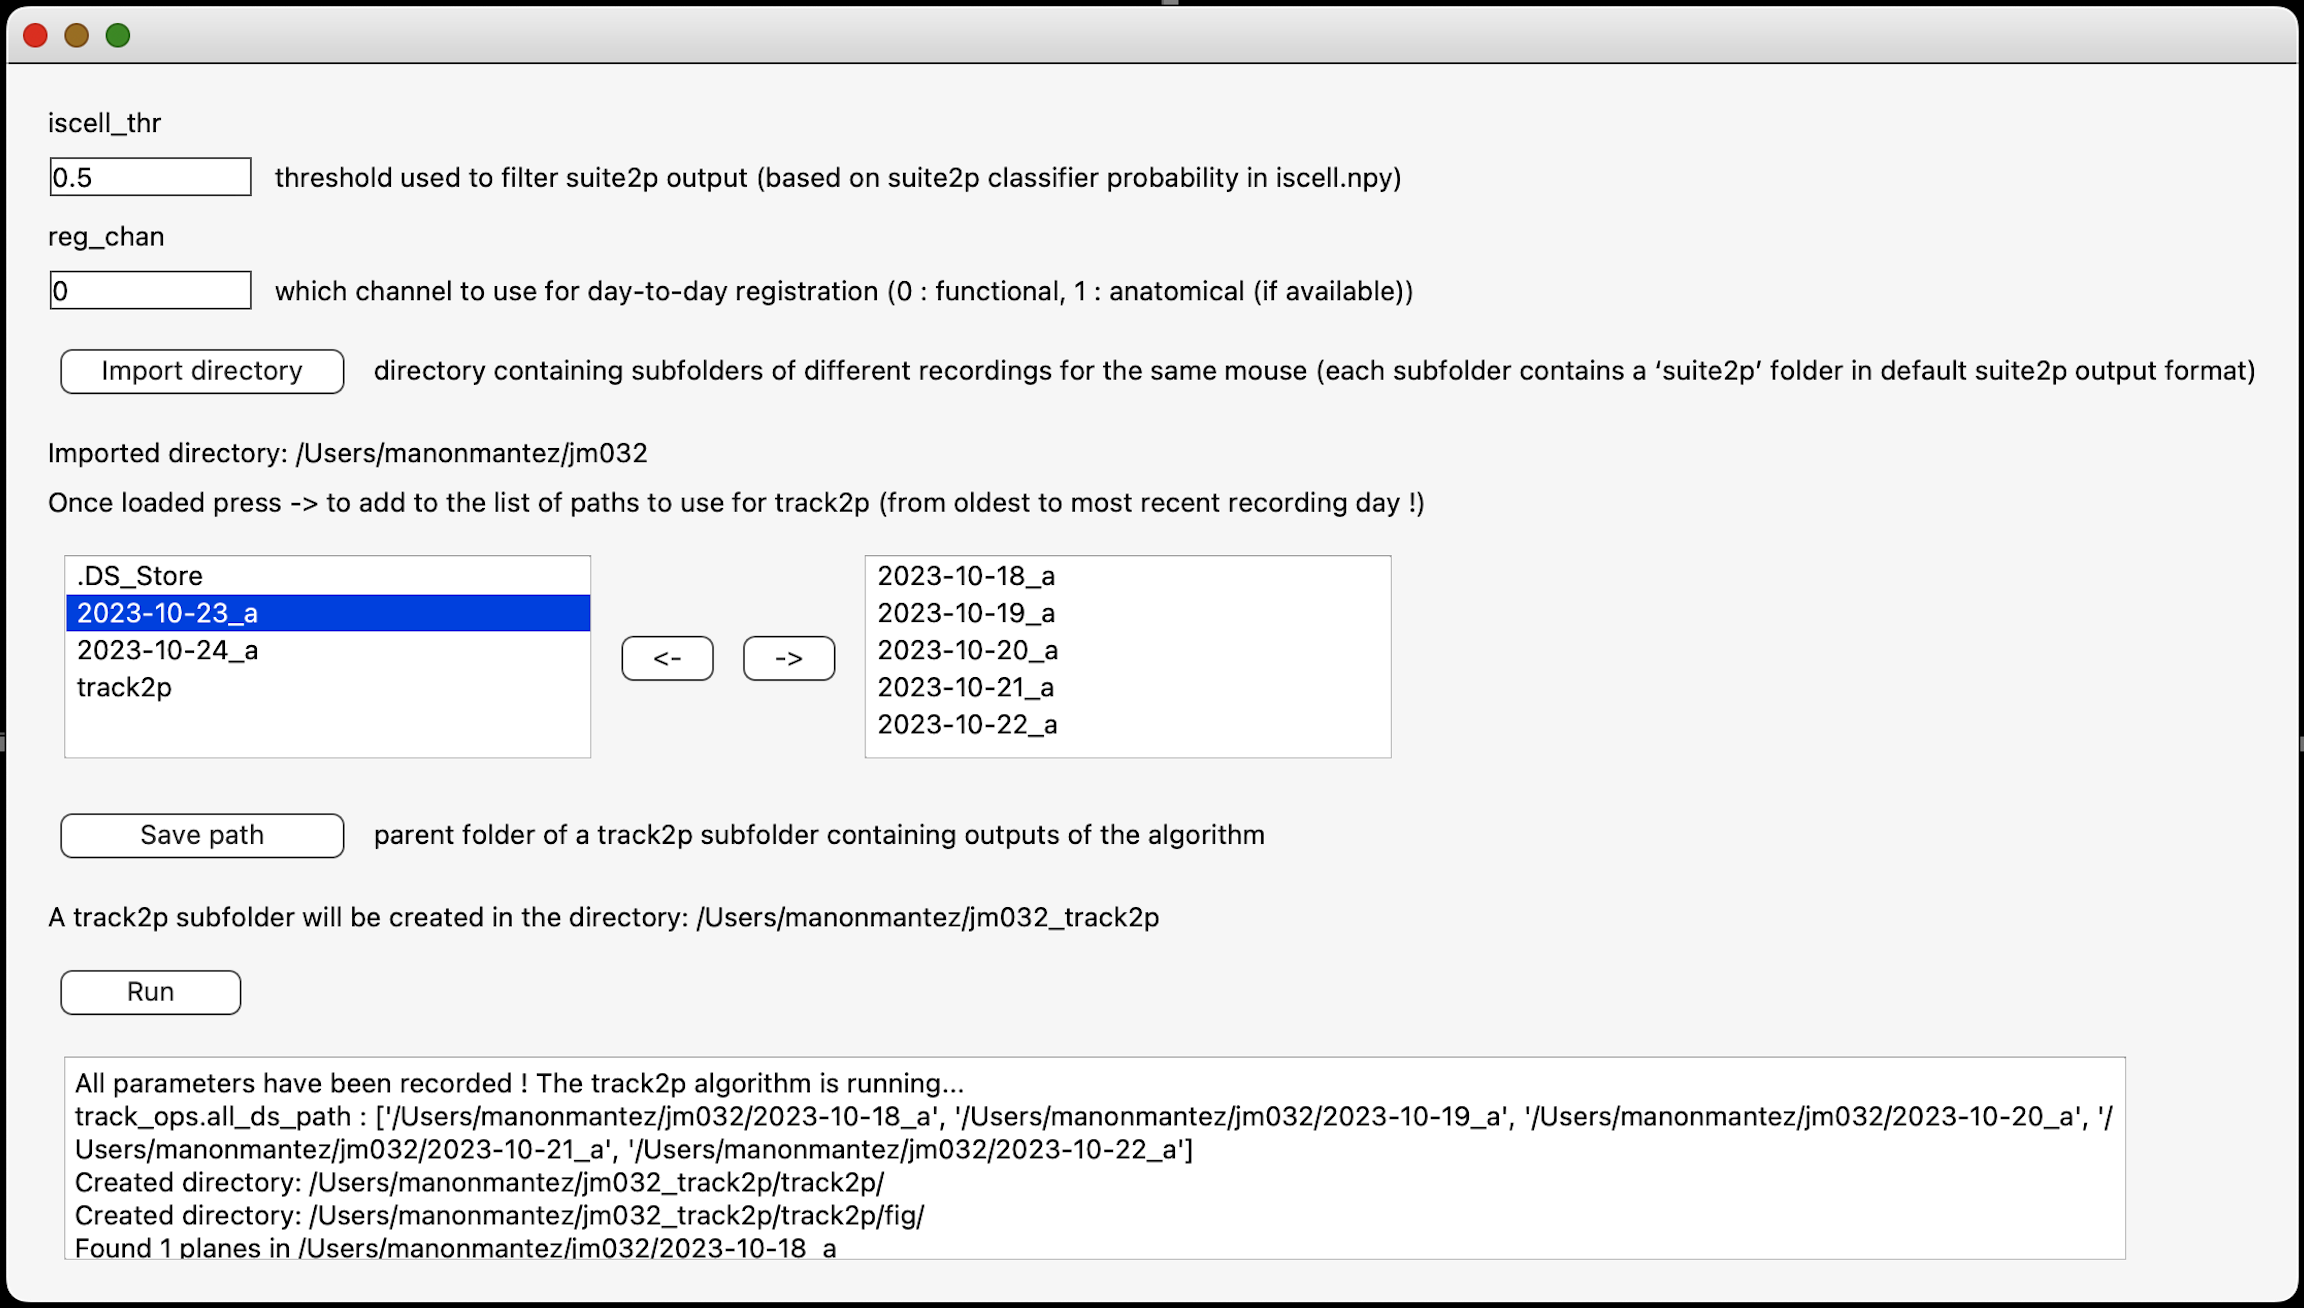 iscell_thr
0.5 threshold used to filter suite2p output (based on suite2p classifier probability in iscell.npy)
reg_chan
0 which channel to use for day-to-day registration (0 : functional, 1 : anatomical (if available))
Import directory directory containing subfolders of different recordings for the same mouse (each subfolder contains a ‘suite2p’ folder in default suite2p output format)
Imported directory: /Users/manonmantez/jm032
Once loaded press -> to add to the list of paths to use for track2p (from oldest to most recent recording day !)
.DS_Store
2023-10-23_a
2023-10-24_a
track2p
<-
->
2023-10-18_a
2023-10-19_a
2023-10-20_a
2023-10-21_a
2023-10-22_a
Save path parent folder of a track2p subfolder containing outputs of the algorithm
A track2p subfolder will be created in the directory: /Users/manonmantez/jm032_track2p
Run
All parameters have been recorded ! The track2p algorithm is running...
track_ops.all_ds_path : ['/Users/manonmantez/jm032/2023-10-18_a', '/Users/manonmantez/jm032/2023-10-19_a', '/Users/manonmantez/jm032/2023-10-20_a', '/
Users/manonmantez/jm032/2023-10-21_a', '/Users/manonmantez/jm032/2023-10-22_a']
Created directory: /Users/manonmantez/jm032_track2p/track2p/
Created directory: /Users/manonmantez/jm032_track2p/track2p/fig/
Found 1 planes in /Users/manonmantez/jm032/2023-10-18_a